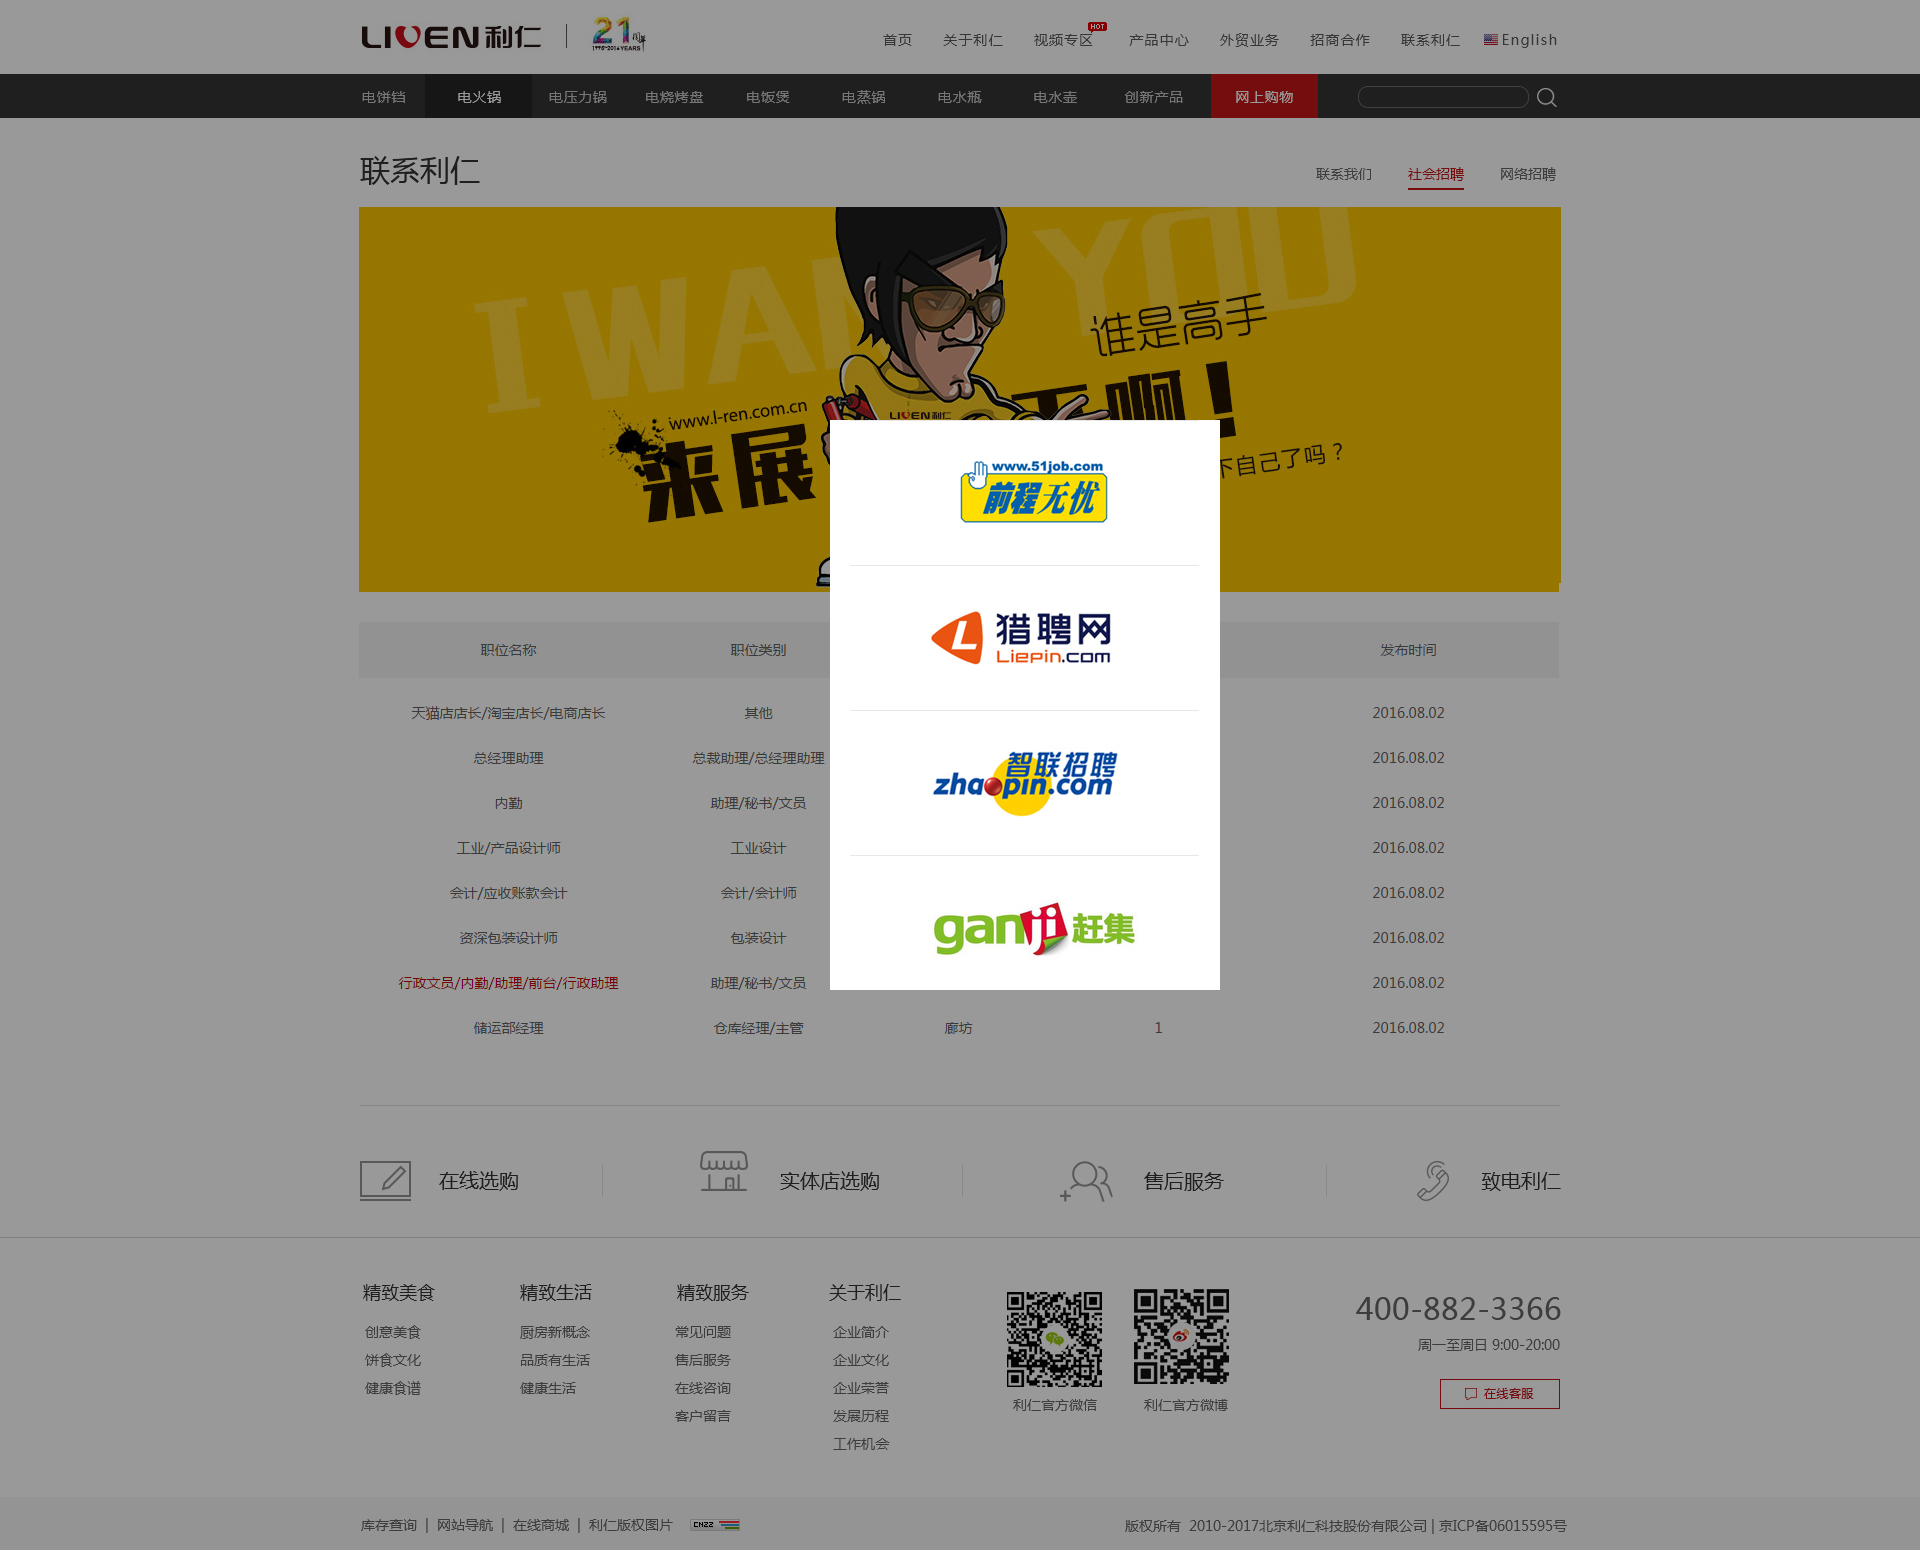 LIVEN利仁
21周年
1995-2016 YEARS
首页 关于利仁 视频专区 HOT 产品中心 外贸业务 招商合作 联系利仁 English
电饼铛 电火锅 电压力锅 电烧烤盘 电饭煲 电蒸锅 电水瓶 电水壶 创新产品 网上购物
联系利仁
联系我们 社会招聘 网络招聘
I WAN YOU
谁是高手
www.l-ren.com.cn
LIVEN利仁
来展
啊！
下自己了吗？
www.51job.com
前程无忧
猎聘网
Liepin.com
智联招聘
zhaopin.com
ganji赶集
职位名称 职位类别 发布时间
天猫店店长/淘宝店长/电商店长 其他 2016.08.02
总经理助理 总裁助理/总经理助理 2016.08.02
内勤 助理/秘书/文员 2016.08.02
工业/产品设计师 工业设计 2016.08.02
会计/应收账款会计 会计/会计师 2016.08.02
资深包装设计师 包装设计 2016.08.02
行政文员/内勤/助理/前台/行政助理 助理/秘书/文员 2016.08.02
储运部经理 仓库经理/主管 廊坊 1 2016.08.02
在线选购 实体店选购 售后服务 致电利仁
精致美食 精致生活 精致服务 关于利仁
创意美食 厨房新概念 常见问题 企业简介
饼食文化 品质有生活 售后服务 企业文化
健康食谱 健康生活 在线咨询 企业荣誉
客户留言 发展历程
工作机会
利仁官方微信 利仁官方微博
400-882-3366
周一至周日 9:00-20:00
在线客服
库存查询 | 网站导航 | 在线商城 | 利仁版权图片 CNZZ
版权所有 2010-2017北京利仁科技股份有限公司 | 京ICP备06015595号